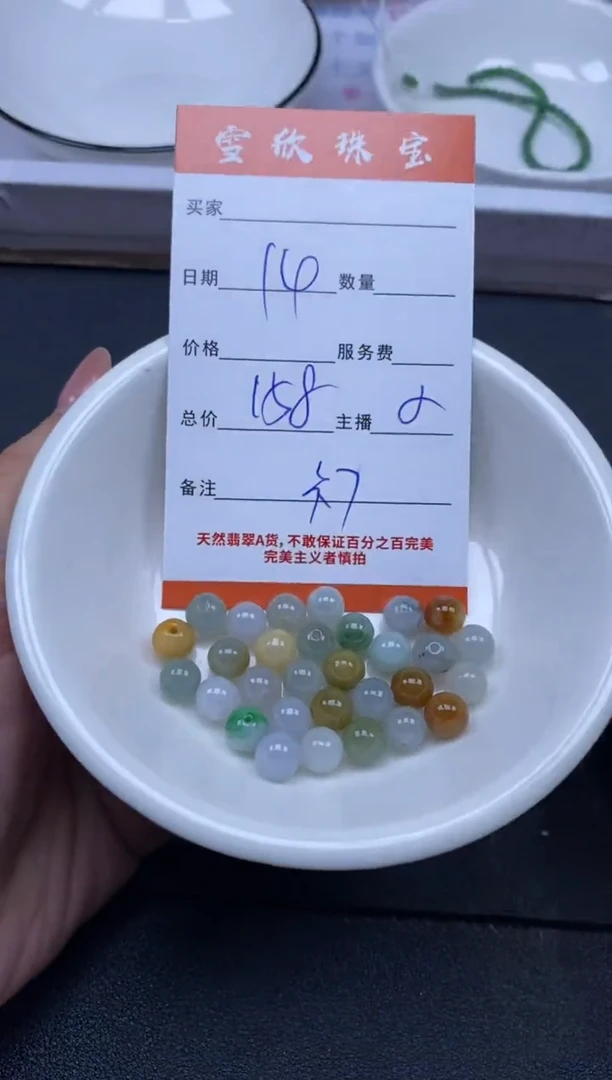 雯欣珠宝
买家
日期 14 数量
价格 服务费
总价 158 主播
备注
天然翡翠A货,不敢保证百分之百完美
完美主义者慎拍